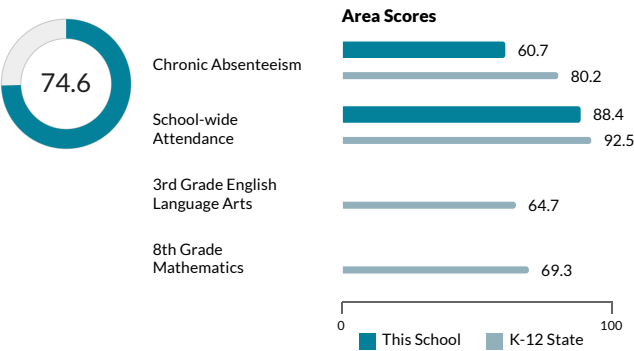 Area Scores
74.6
Chronic Absenteeism
60.7
80.2
School-wide
Attendance
88.4
92.5
3rd Grade English
Language Arts
64.7
8th Grade
Mathematics
69.3
0 100
This School K-12 State